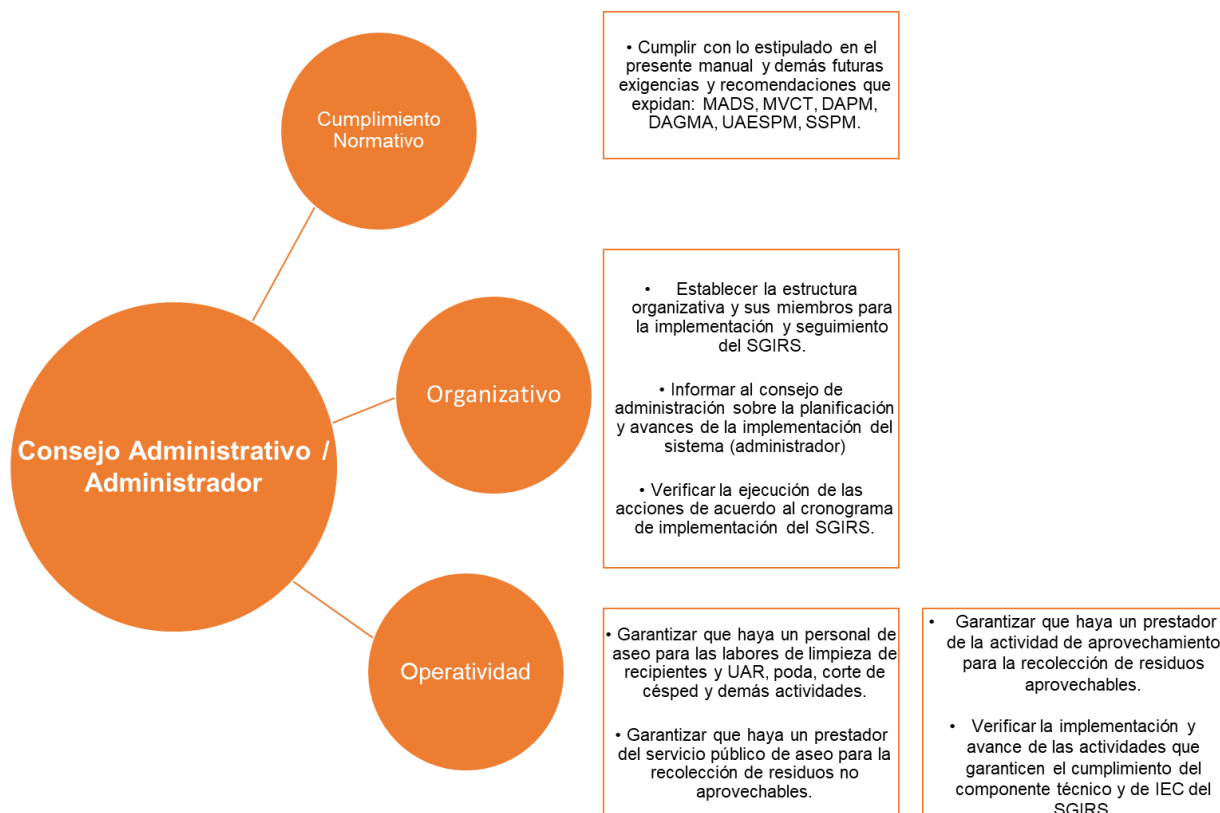 Consejo Administrativo /
Administrador
Cumplimiento
Normativo
• Cumplir con lo estipulado en el
presente manual y demás futuras
exigencias y recomendaciones que
expidan: MADS, MVCT, DAPM,
DAGMA, UAESPM, SSPM.
Organizativo
• Establecer la estructura
organizativa y sus miembros para
la implementación y seguimiento
del SGIRS.
• Informar al consejo de
administración sobre la planificación
y avances de la implementación del
sistema (administrador)
• Verificar la ejecución de las
acciones de acuerdo al cronograma
de implementación del SGIRS.
Operatividad
• Garantizar que haya un personal de
aseo para las labores de limpieza de
recipientes y UAR, poda, corte de
césped y demás actividades.
• Garantizar que haya un prestador
del servicio público de aseo para la
recolección de residuos no
aprovechables.
• Garantizar que haya un prestador
de la actividad de aprovechamiento
para la recolección de residuos
aprovechables.
• Verificar la implementación y
avance de las actividades que
garanticen el cumplimiento del
componente técnico y de IEC del
SGIRS